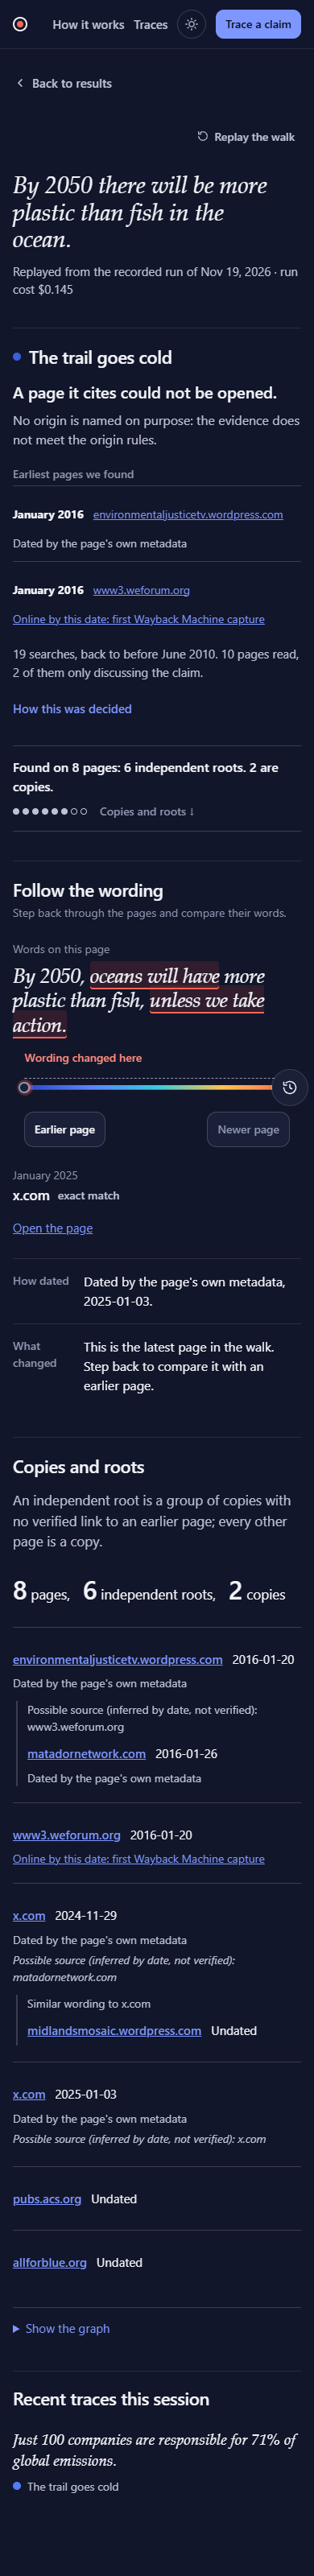 How it works Traces Trace a claim
Back to results
Replay the walk
By 2050 there will be more
plastic than fish in the
ocean.
Replayed from the recorded run of Nov 19, 2026 · run
cost $0.145
The trail goes cold
A page it cites could not be opened.
No origin is named on purpose: the evidence does
not meet the origin rules.
Earliest pages we found
January 2016 environmentaljusticetv.wordpress.com
Dated by the page's own metadata
January 2016 www3.weforum.org
Online by this date: first Wayback Machine capture
19 searches, back to before June 2010. 10 pages read,
2 of them only discussing the claim.
How this was decided
Found on 8 pages: 6 independent roots. 2 are
copies.
Copies and roots ↓
Follow the wording
Step back through the pages and compare their words.
Words on this page
By 2050, oceans will have more
plastic than fish, unless we take
action.
Wording changed here
Earlier page Newer page
January 2025
x.com exact match
Open the page
How dated Dated by the page's own metadata,
2025-01-03.
What
changed
This is the latest page in the walk.
Step back to compare it with an
earlier page.
Copies and roots
An independent root is a group of copies with
no verified link to an earlier page; every other
page is a copy.
8 pages, 6 independent roots, 2 copies
environmentaljusticetv.wordpress.com 2016-01-20
Dated by the page's own metadata
Possible source (inferred by date, not verified):
www3.weforum.org
matadornetwork.com 2016-01-26
Dated by the page's own metadata
www3.weforum.org 2016-01-20
Online by this date: first Wayback Machine capture
x.com 2024-11-29
Dated by the page's own metadata
Possible source (inferred by date, not verified):
matadornetwork.com
Similar wording to x.com
midlandsmosaic.wordpress.com Undated
x.com 2025-01-03
Dated by the page's own metadata
Possible source (inferred by date, not verified): x.com
pubs.acs.org Undated
allforblue.org Undated
Show the graph
Recent traces this session
Just 100 companies are responsible for 71% of
global emissions.
The trail goes cold